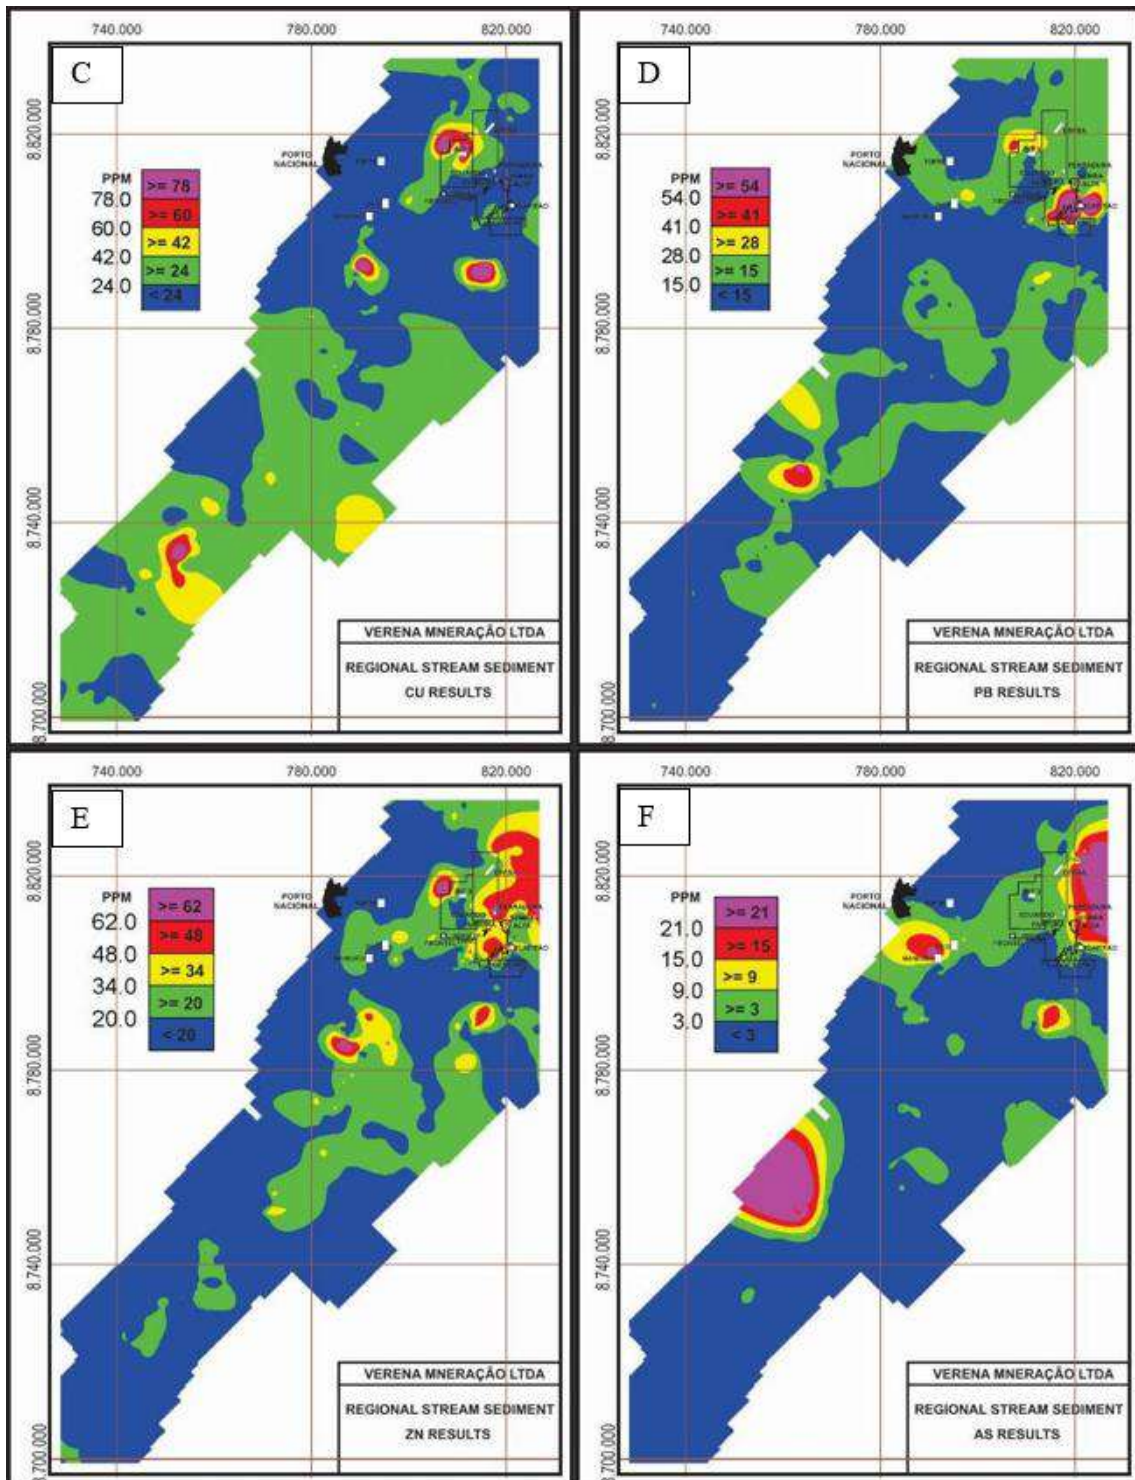 740.000 780.000 820.000
C
8.820.000
PORTO
NACIONAL
PPM
78.0
60.0
42.0
24.0
>= 78
>= 60
>= 42
>= 24
< 24
8.780.000
8.740.000
8.700.000
VERENA MNERAÇÃO LTDA
REGIONAL STREAM SEDIMENT
CU RESULTS
740.000 780.000 820.000
D
8.820.000
PORTO
NACIONAL
PPM
54.0
41.0
28.0
15.0
>= 54
>= 41
>= 28
>= 15
< 15
8.780.000
8.740.000
8.700.000
VERENA MNERAÇÃO LTDA
REGIONAL STREAM SEDIMENT
PB RESULTS
740.000 780.000 820.000
E
8.820.000
PORTO
NACIONAL
PPM
62.0
48.0
34.0
20.0
>= 62
>= 48
>= 34
>= 20
< 20
8.780.000
8.740.000
8.700.000
VERENA MNERAÇÃO LTDA
REGIONAL STREAM SEDIMENT
ZN RESULTS
740.000 780.000 820.000
F
8.820.000
PORTO
NACIONAL
PPM
21.0
15.0
9.0
3.0
>= 21
>= 15
>= 9
>= 3
< 3
8.780.000
8.740.000
8.700.000
VERENA MNERAÇÃO LTDA
REGIONAL STREAM SEDIMENT
AS RESULTS